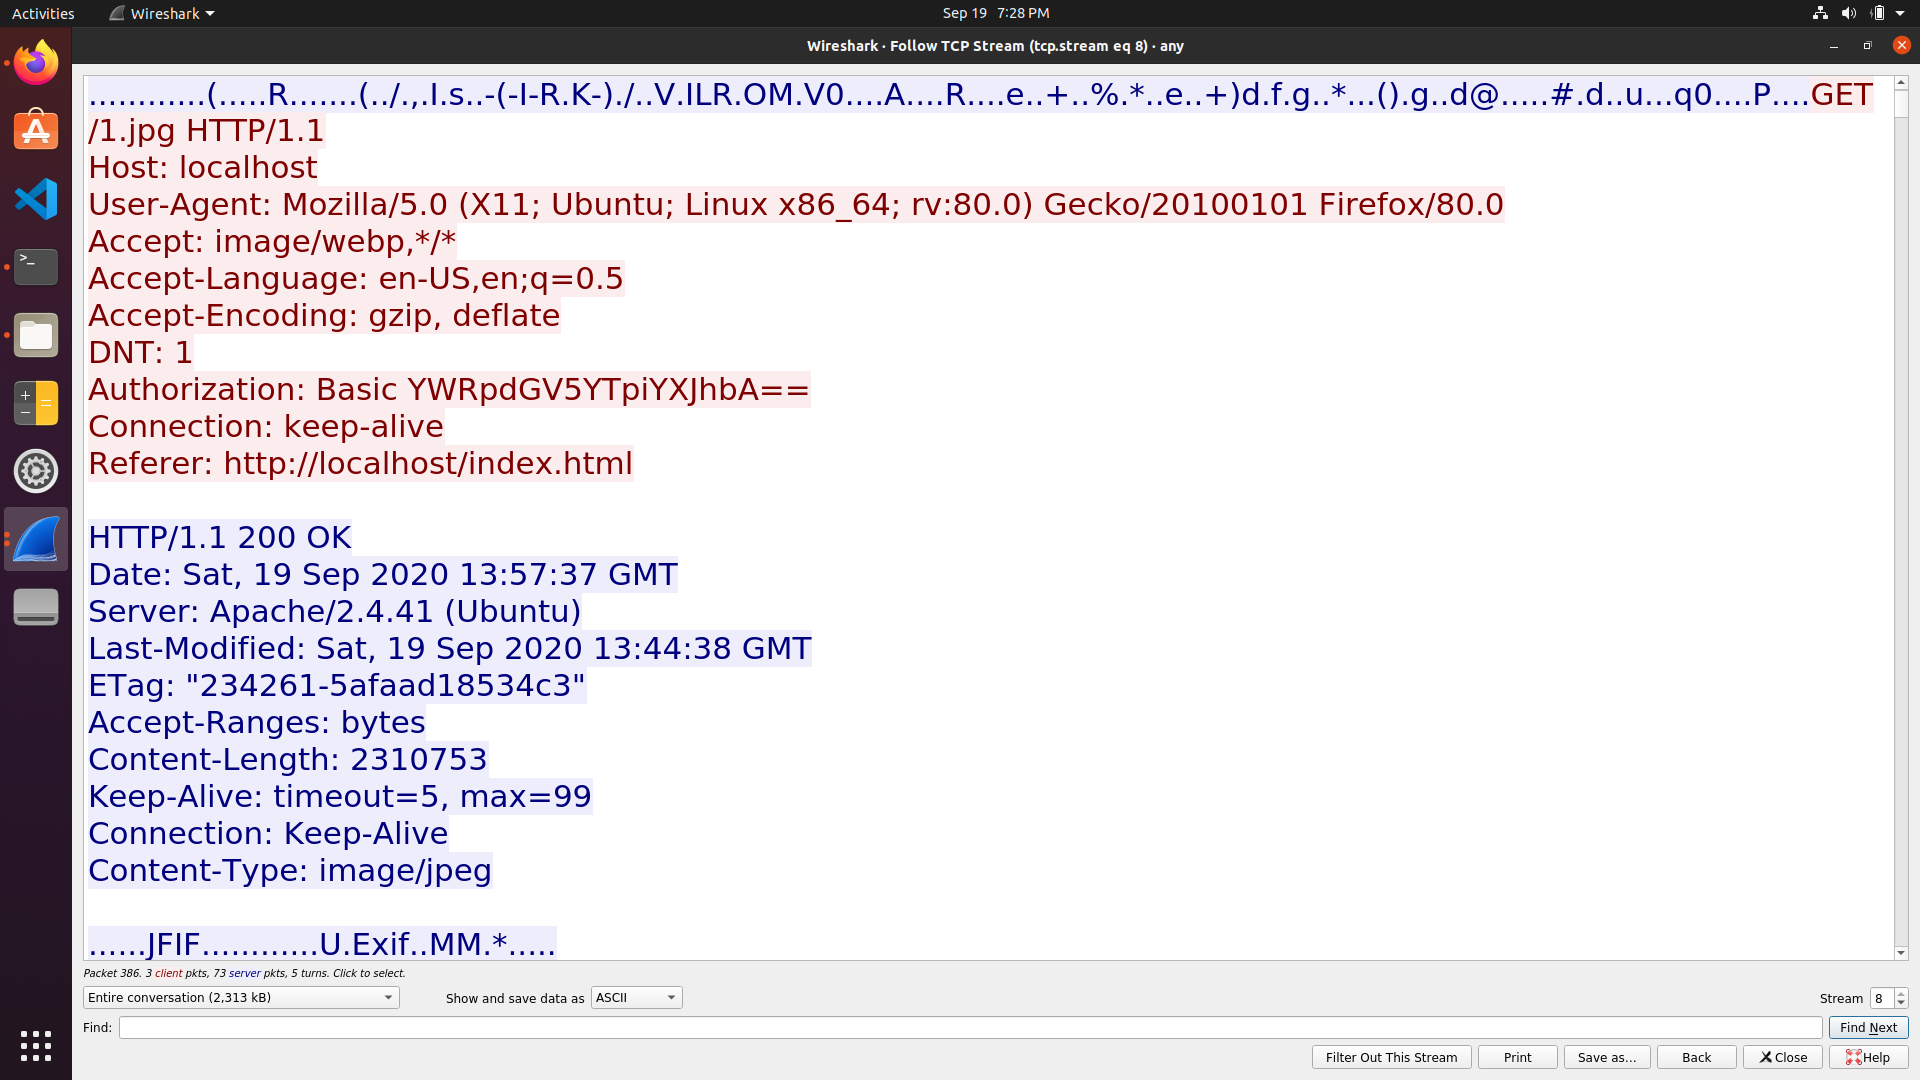 Activities Wireshark Sep 19 7:28 PM
Wireshark · Follow TCP Stream (tcp.stream eq 8) · any
............(.....R.......(../.,.I.s..-(-I-R.K-)./..V.ILR.OM.V0....A....R....e..+..%.*..e..+)d.f.g..*...().g..d@.....#.d..u...q0....P....GET
/1.jpg HTTP/1.1
Host: localhost
User-Agent: Mozilla/5.0 (X11; Ubuntu; Linux x86_64; rv:80.0) Gecko/20100101 Firefox/80.0
Accept: image/webp,*/*
Accept-Language: en-US,en;q=0.5
Accept-Encoding: gzip, deflate
DNT: 1
Authorization: Basic YWRpdGV5YTpiYXJhbA==
Connection: keep-alive
Referer: http://localhost/index.html
HTTP/1.1 200 OK
Date: Sat, 19 Sep 2020 13:57:37 GMT
Server: Apache/2.4.41 (Ubuntu)
Last-Modified: Sat, 19 Sep 2020 13:44:38 GMT
ETag: "234261-5afaad18534c3"
Accept-Ranges: bytes
Content-Length: 2310753
Keep-Alive: timeout=5, max=99
Connection: Keep-Alive
Content-Type: image/jpeg
......JFIF............U.Exif..MM.*.....
Packet 386. 3 client pkts, 73 server pkts, 5 turns. Click to select.
Entire conversation (2,313 kB) Show and save data as ASCII Stream 8
Find: Find Next
Filter Out This Stream Print Save as... Back Close Help